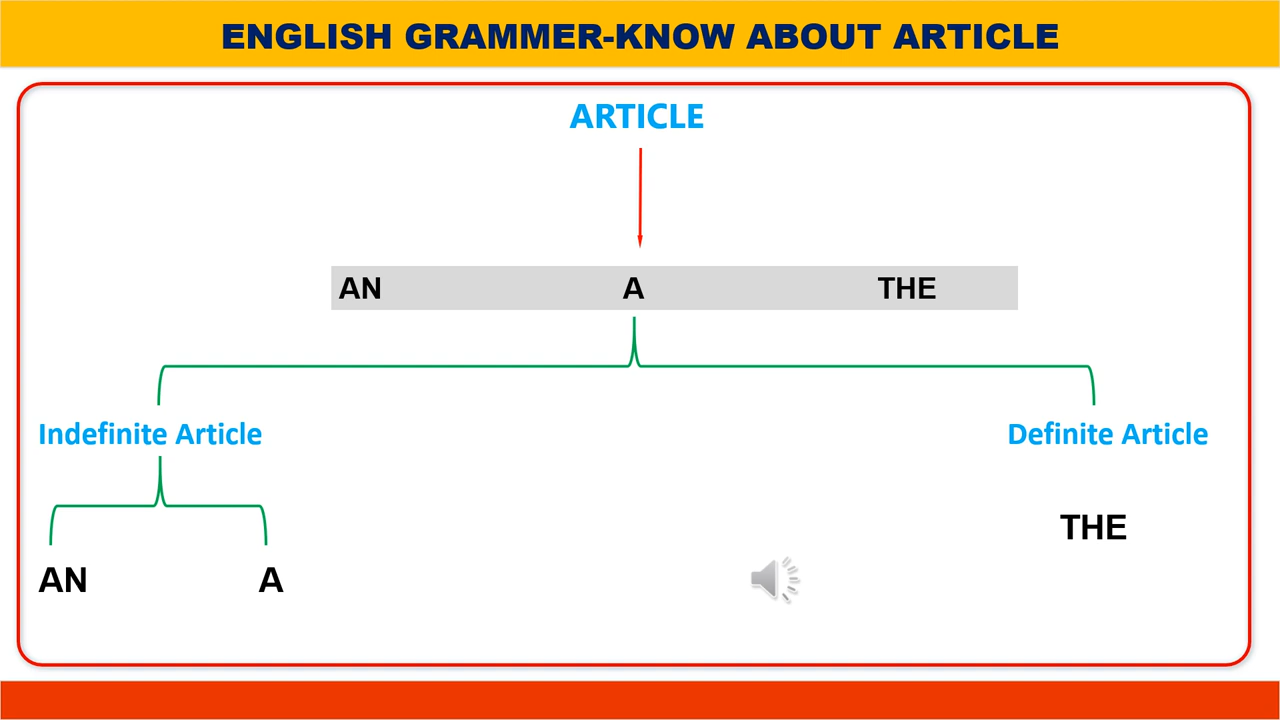 ENGLISH GRAMMER-KNOW ABOUT ARTICLE
ARTICLE
AN A THE
Indefinite Article Definite Article
THE
AN A